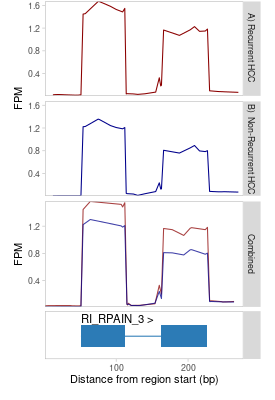 1.6
1.2
0.8
0.4
FPM
A) Recurrent HCC
1.6
1.2
0.8
0.4
B) Non-Recurrent HCC
1.2
0.8
0.4
FPM
Combined
RI_RPAIN_3 >
100 200
Distance from region start (bp)